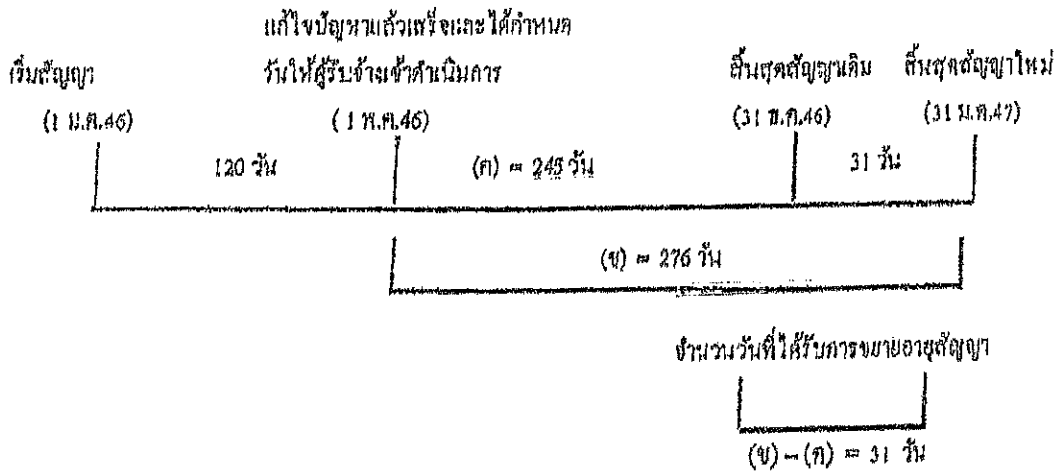 แก้ไขปัญหาแล้วเสร็จและได้กำหนด
เริ่มสัญญา วันให้ผู้รับจ้างเข้าดำเนินการ สิ้นสุดสัญญาเดิม สิ้นสุดสัญญาใหม่
(1 ม.ค.46) (1 พ.ค.46) (31 ธ.ค.46) (31 ม.ค.47)
120 วัน (ค) = 245 วัน 31 วัน
(ข) = 276 วัน
จำนวนวันที่ได้รับการขยายอายุสัญญา
(ข) - (ค) = 31 วัน